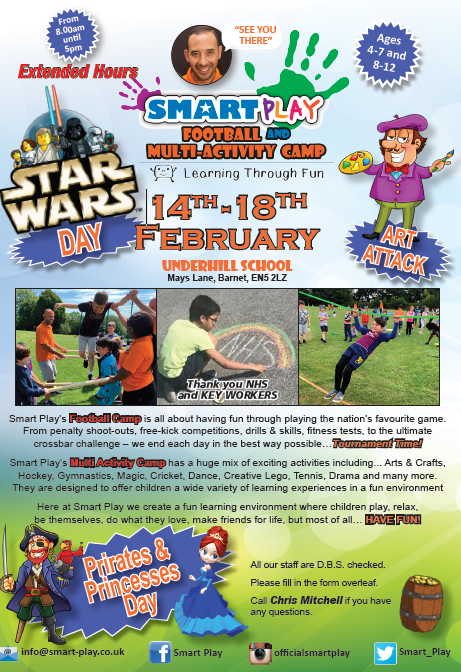 From
8.00am
until
5pm
Extended Hours
"SEE YOU
THERE"
Ages
4-7 and
8-12
SMARTPLAY
FOOTBALL AND
MULTI-ACTIVITY CAMP
Learning Through Fun
STAR
WARS
DAY
14TH-18TH
FEBRUARY
UNDERHILL SCHOOL
Mays Lane, Barnet, EN5 2LZ
ART
ATTACK
NHS
Thank you NHS
and KEY WORKERS
Smart Play's Football Camp is all about having fun through playing the nation's favourite game.
From penalty shoot-outs, free-kick competitions, drills & skills, fitness tests, to the ultimate
crossbar challenge – we end each day in the best way possible…Tournament Time!
Smart Play's Multi Activity Camp has a huge mix of exciting activities including... Arts & Crafts,
Hockey, Gymnastics, Magic, Cricket, Dance, Creative Lego, Tennis, Drama and many more.
They are designed to offer children a wide variety of learning experiences in a fun environment
Here at Smart Play we create a fun learning environment where children play, relax,
be themselves, do what they love, make friends for life, but most of all… HAVE FUN!
Prirates &
Princesses
Day
All our staff are D.B.S. checked.
Please fill in the form overleaf.
Call Chris Mitchell if you have
any questions.
info@smart-play.co.uk
Smart Play
officialsmartplay
Smart_Play